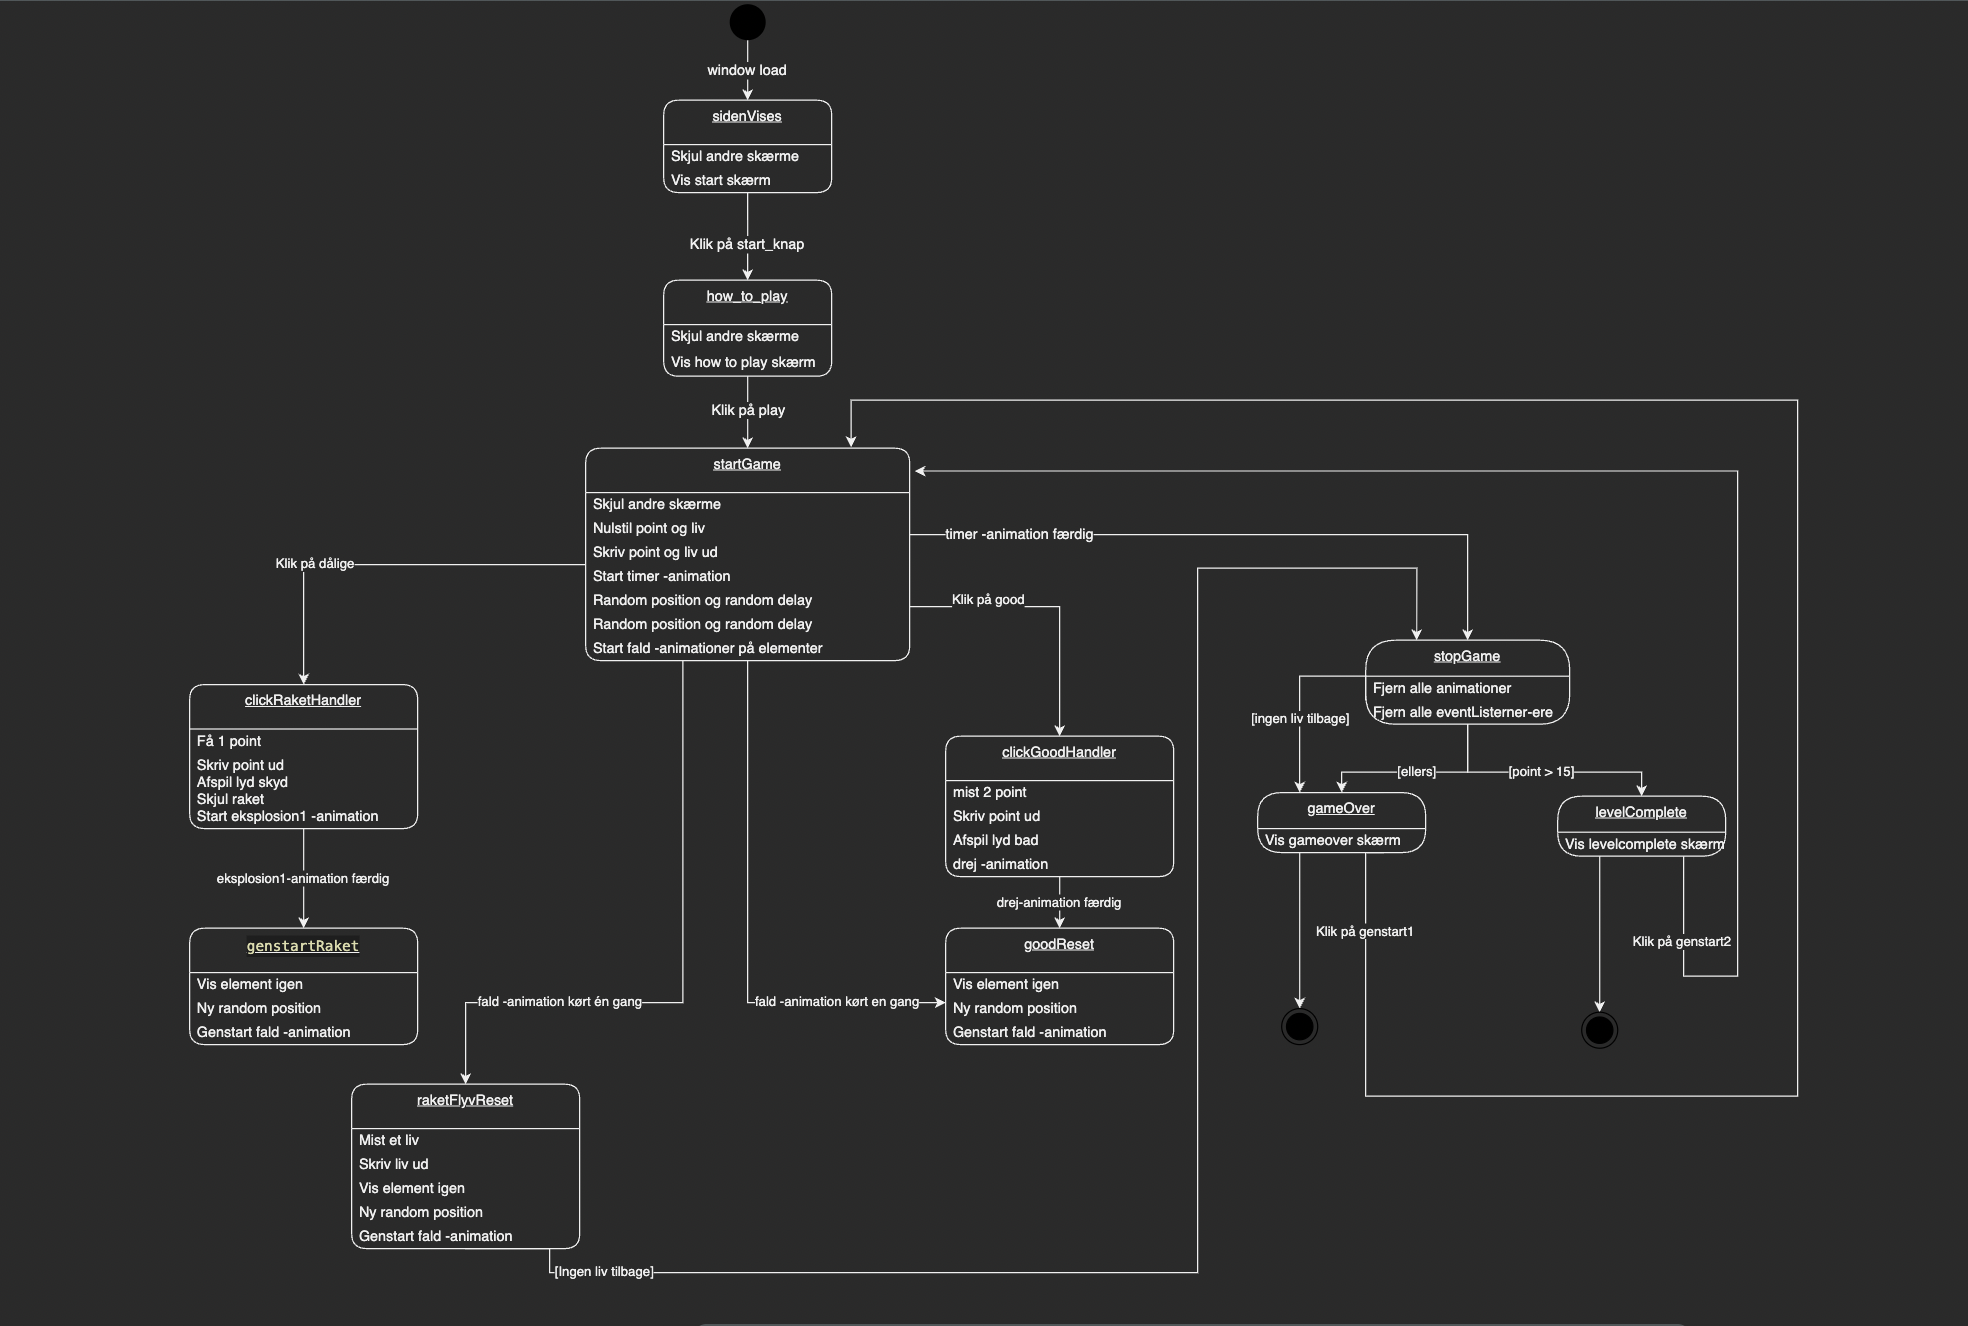 window load
sidenVises
Skjul andre skærme
Vis start skærm
Klik på start_knap
how_to_play
Skjul andre skærme
Vis how to play skærm
Klik på play
startGame
Skjul andre skærme
Nulstil point og liv
Skriv point og liv ud
Start timer -animation
Random position og random delay
Random position og random delay
Start fald -animationer på elementer
timer -animation færdig
Klik på dålige
Klik på good
stopGame
Fjern alle animationer
Fjern alle eventListerner-ere
clickRaketHandler
Få 1 point
Skriv point ud
Afspil lyd skyd
Skjul raket
Start eksplosion1 -animation
clickGoodHandler
mist 2 point
Skriv point ud
Afspil lyd bad
drej -animation
[ingen liv tilbage]
[ellers]
[point > 15]
gameOver
Vis gameover skærm
levelComplete
Vis levelcomplete skærm
eksplosion1-animation færdig
drej-animation færdig
genstartRaket
Vis element igen
Ny random position
Genstart fald -animation
goodReset
Vis element igen
Ny random position
Genstart fald -animation
Klik på genstart1
Klik på genstart2
fald -animation kørt én gang
fald -animation kørt en gang
raketFlyvReset
Mist et liv
Skriv liv ud
Vis element igen
Ny random position
Genstart fald -animation
[Ingen liv tilbage]